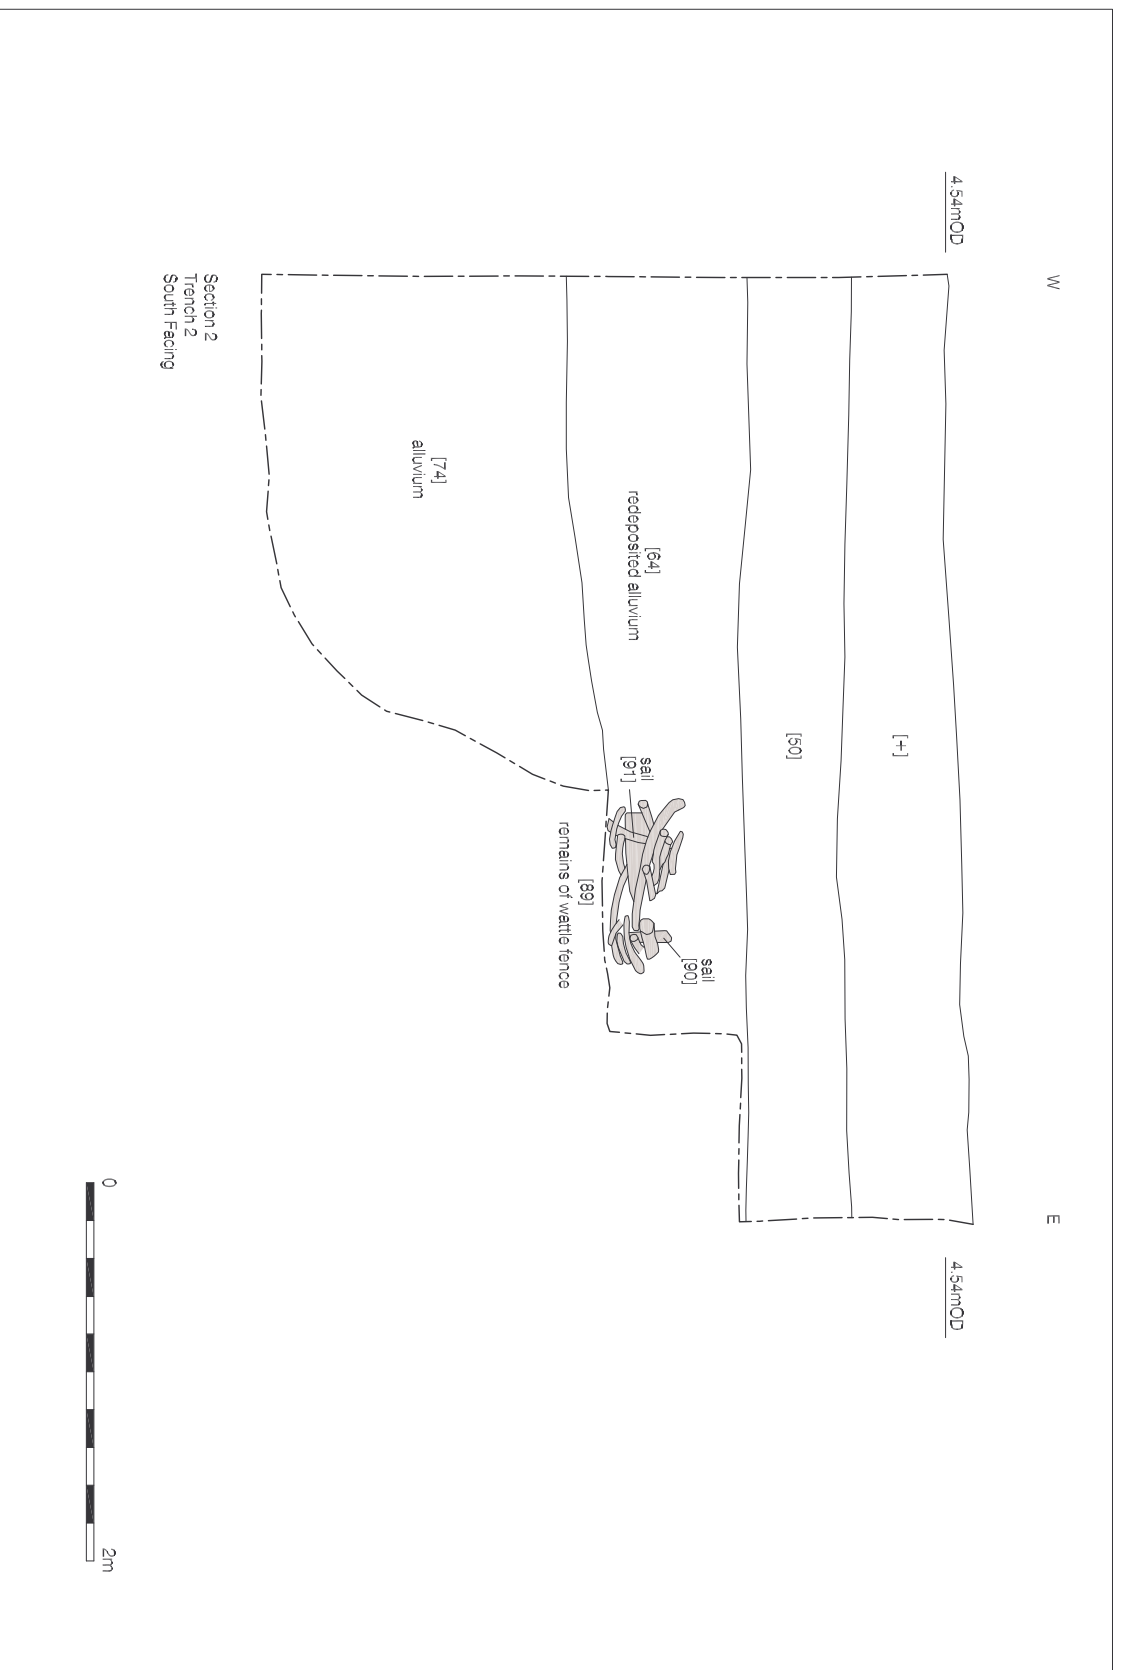 W
E
4.54mOD
4.54mOD
[+]
[50]
sail
[90]
sail
[91]
[64]
redeposited alluvium
[89]
remains of wattle fence
[74]
alluvium
Section 2
Trench 2
South Facing
0
2m